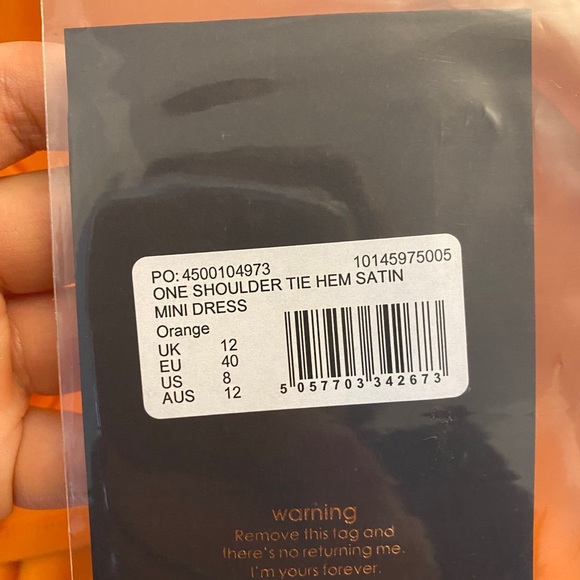 PO: 4500104973 10145975005
ONE SHOULDER TIE HEM SATIN
MINI DRESS
Orange
UK 12
EU 40
US 8
AUS 12
5 057703 342673
warning
Remove this tag and
there's no returning me.
I'm yours forever.